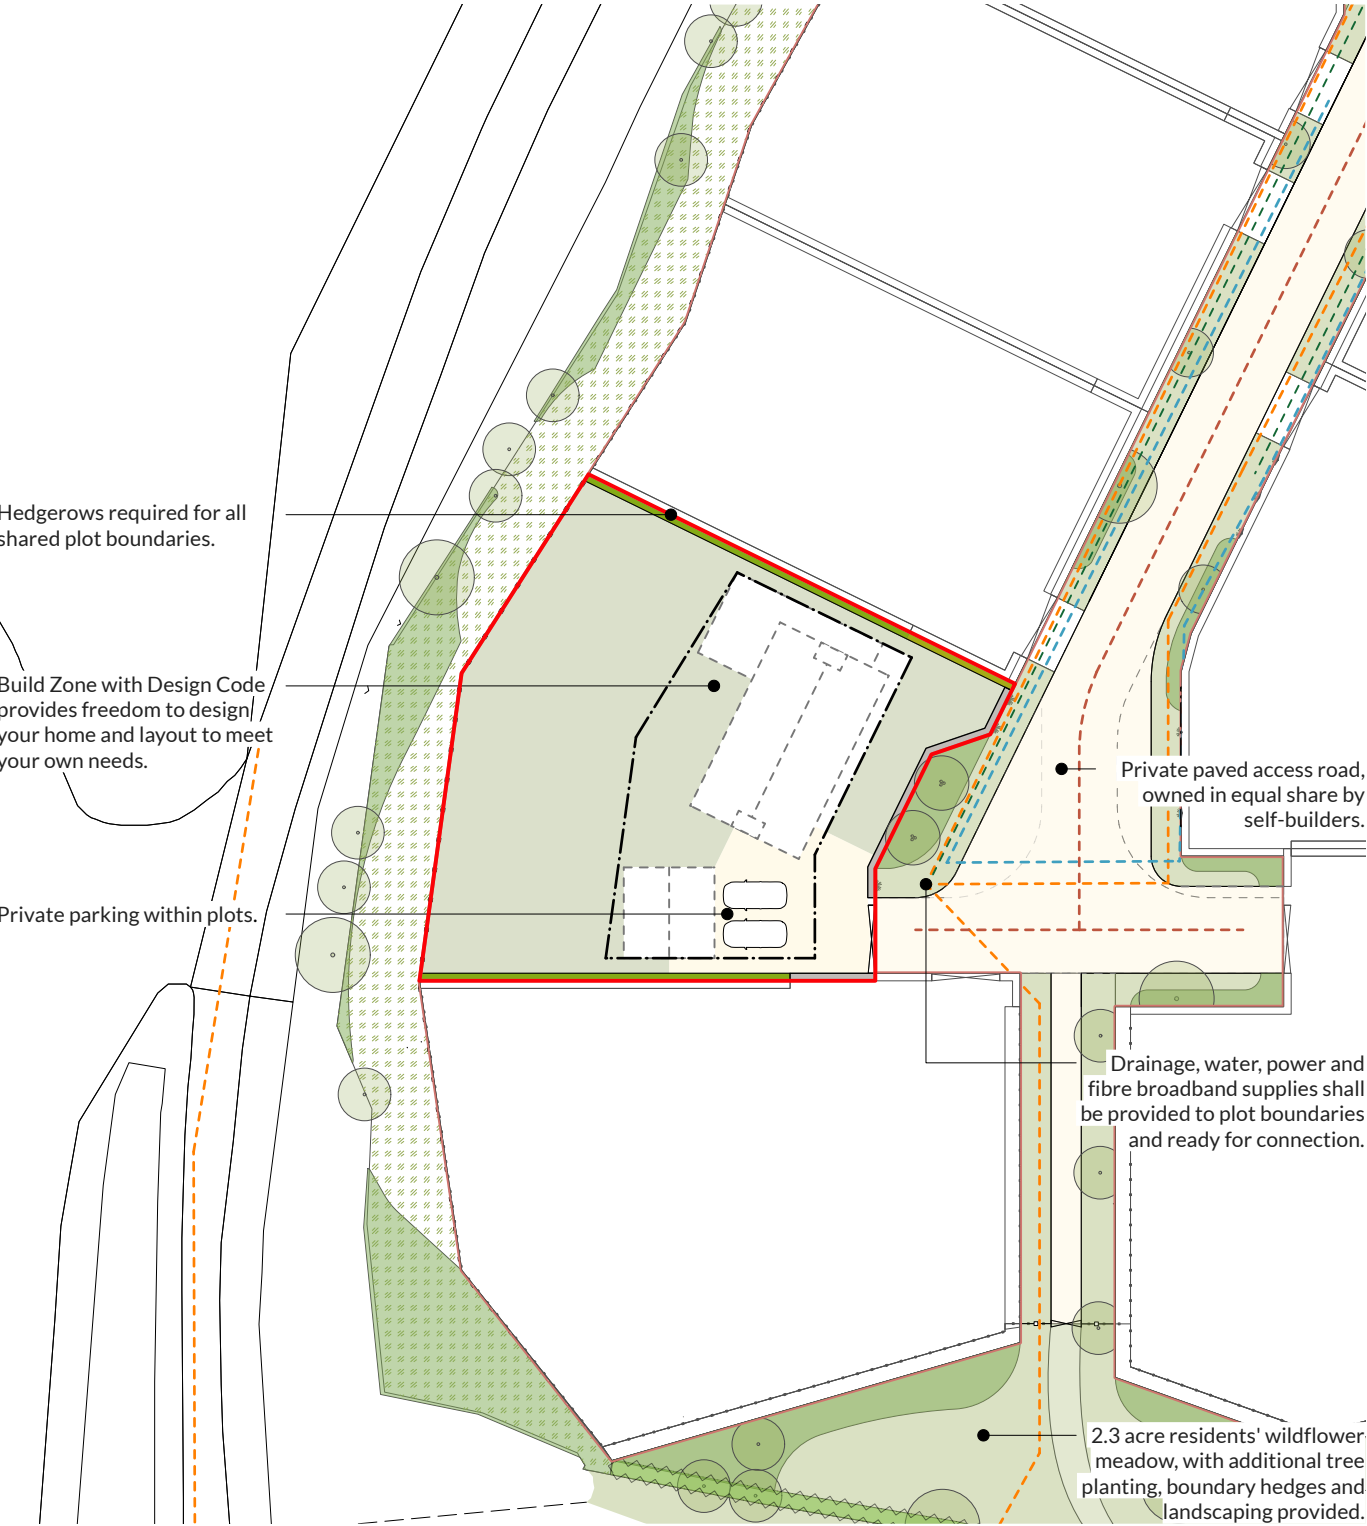 Hedgerows required for all
shared plot boundaries.
Build Zone with Design Code
provides freedom to design
your home and layout to meet
your own needs.
Private paved access road,
owned in equal share by
self-builders.
Private parking within plots.
Drainage, water, power and
fibre broadband supplies shall
be provided to plot boundaries
and ready for connection.
2.3 acre residents' wildflower
meadow, with additional tree
planting, boundary hedges and
landscaping provided.